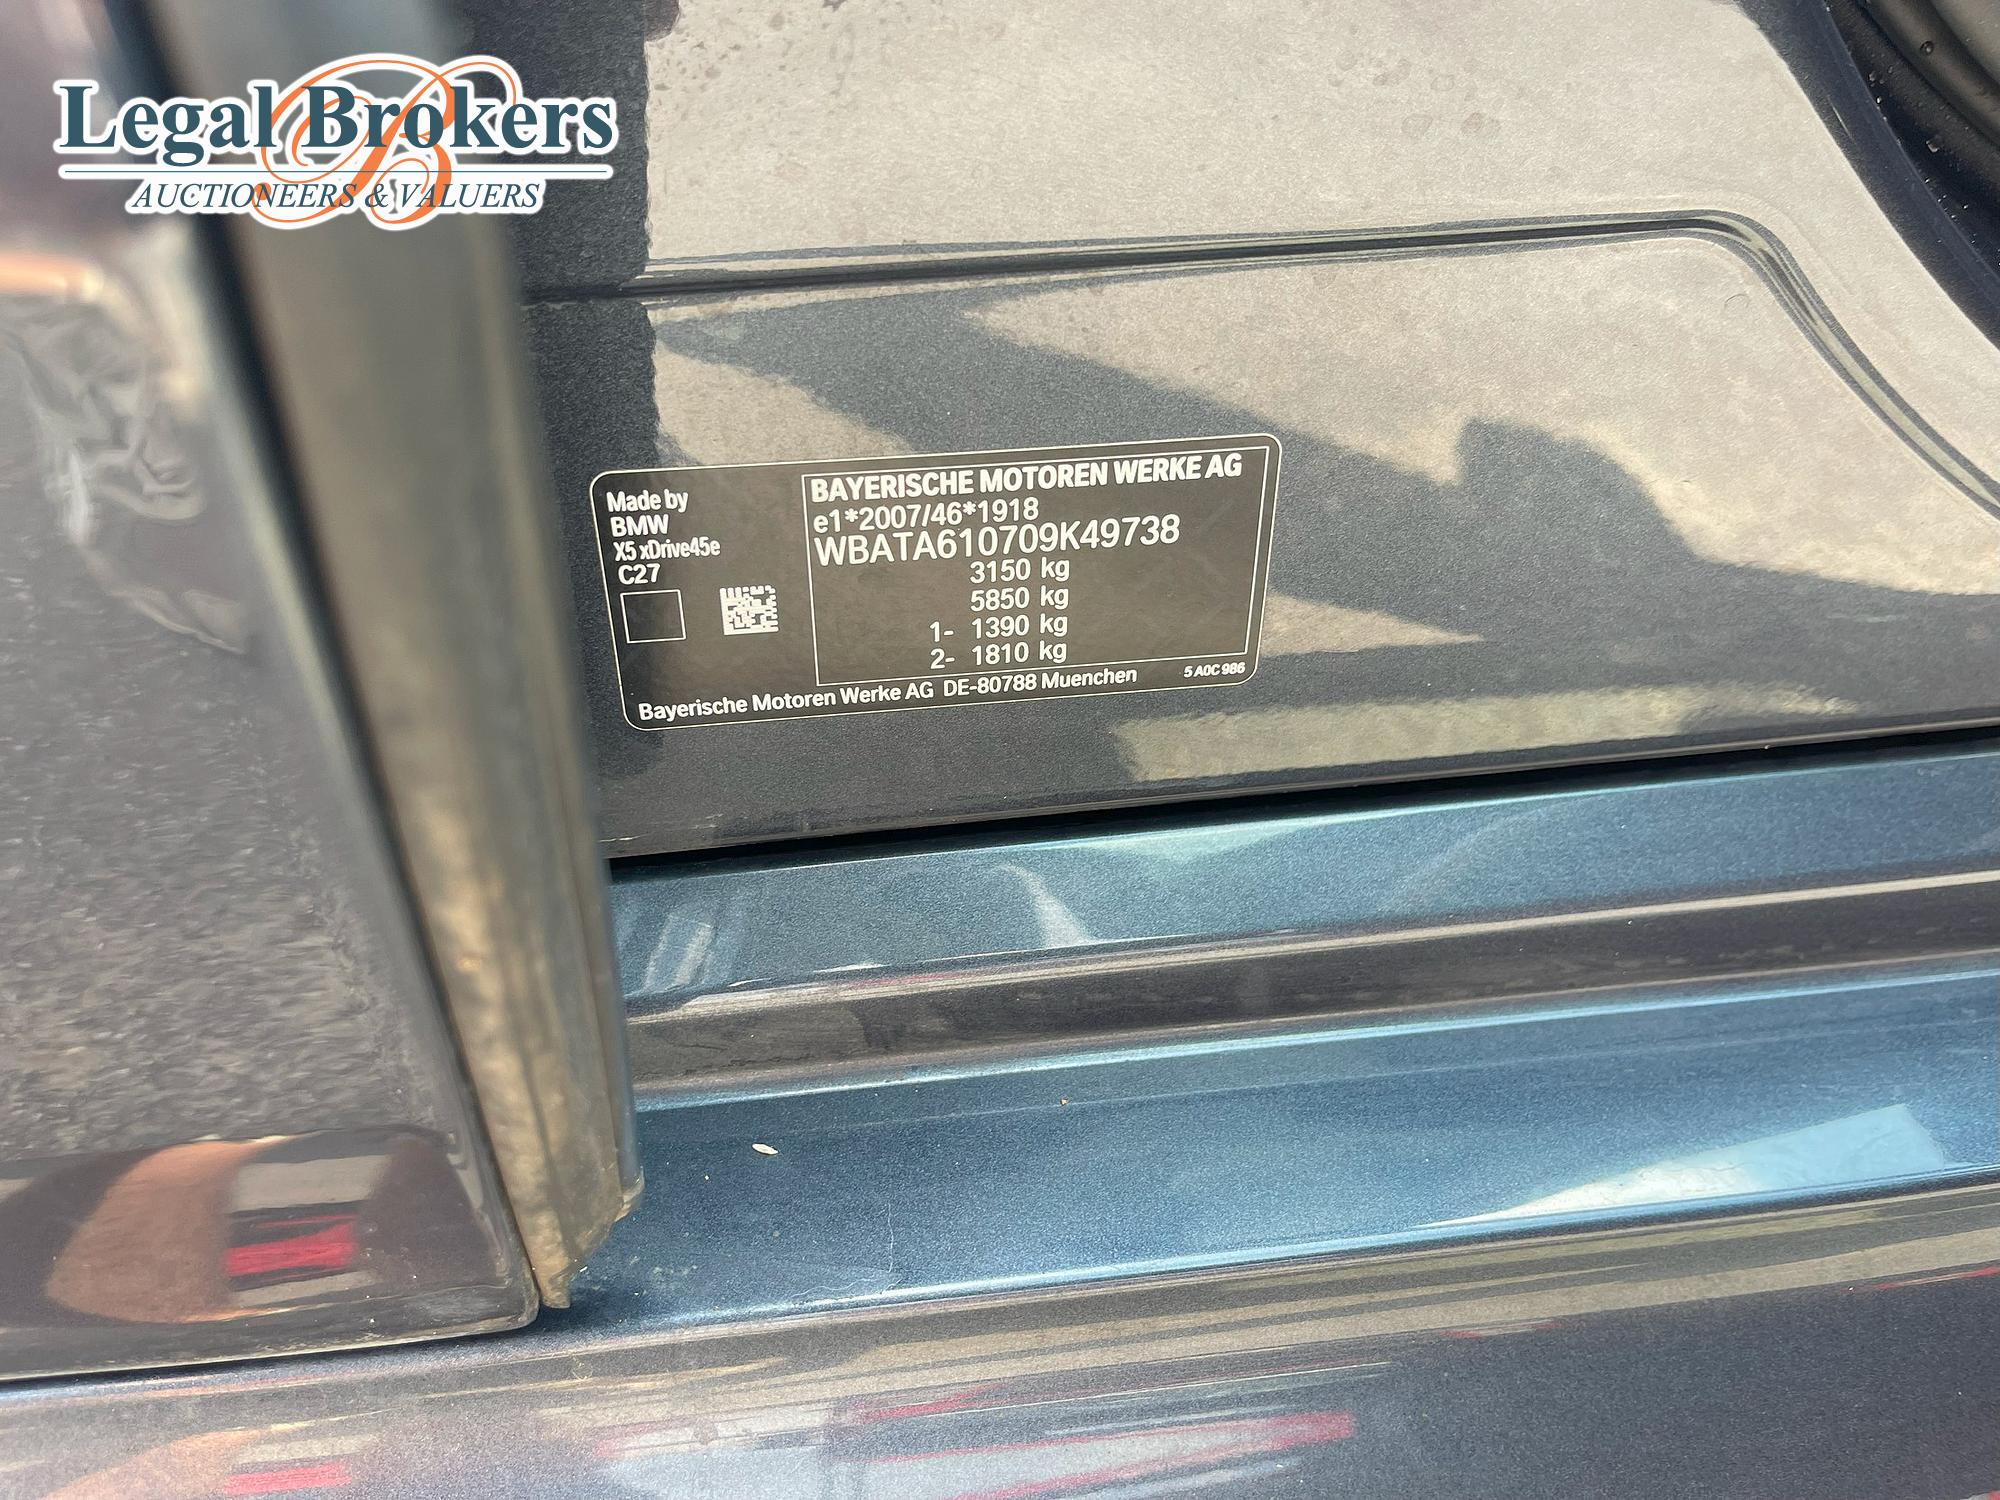 Legal Brokers
AUCTIONEERS & VALUERS
Made by
BMW
X5 xDrive45e
C27
BAYERISCHE MOTOREN WERKE AG
e1*2007/46*1918
WBATA610709K49738
3150 kg
5850 kg
1- 1390 kg
2- 1810 kg
Bayerische Motoren Werke AG DE-80788 Muenchen
5 A0C 986